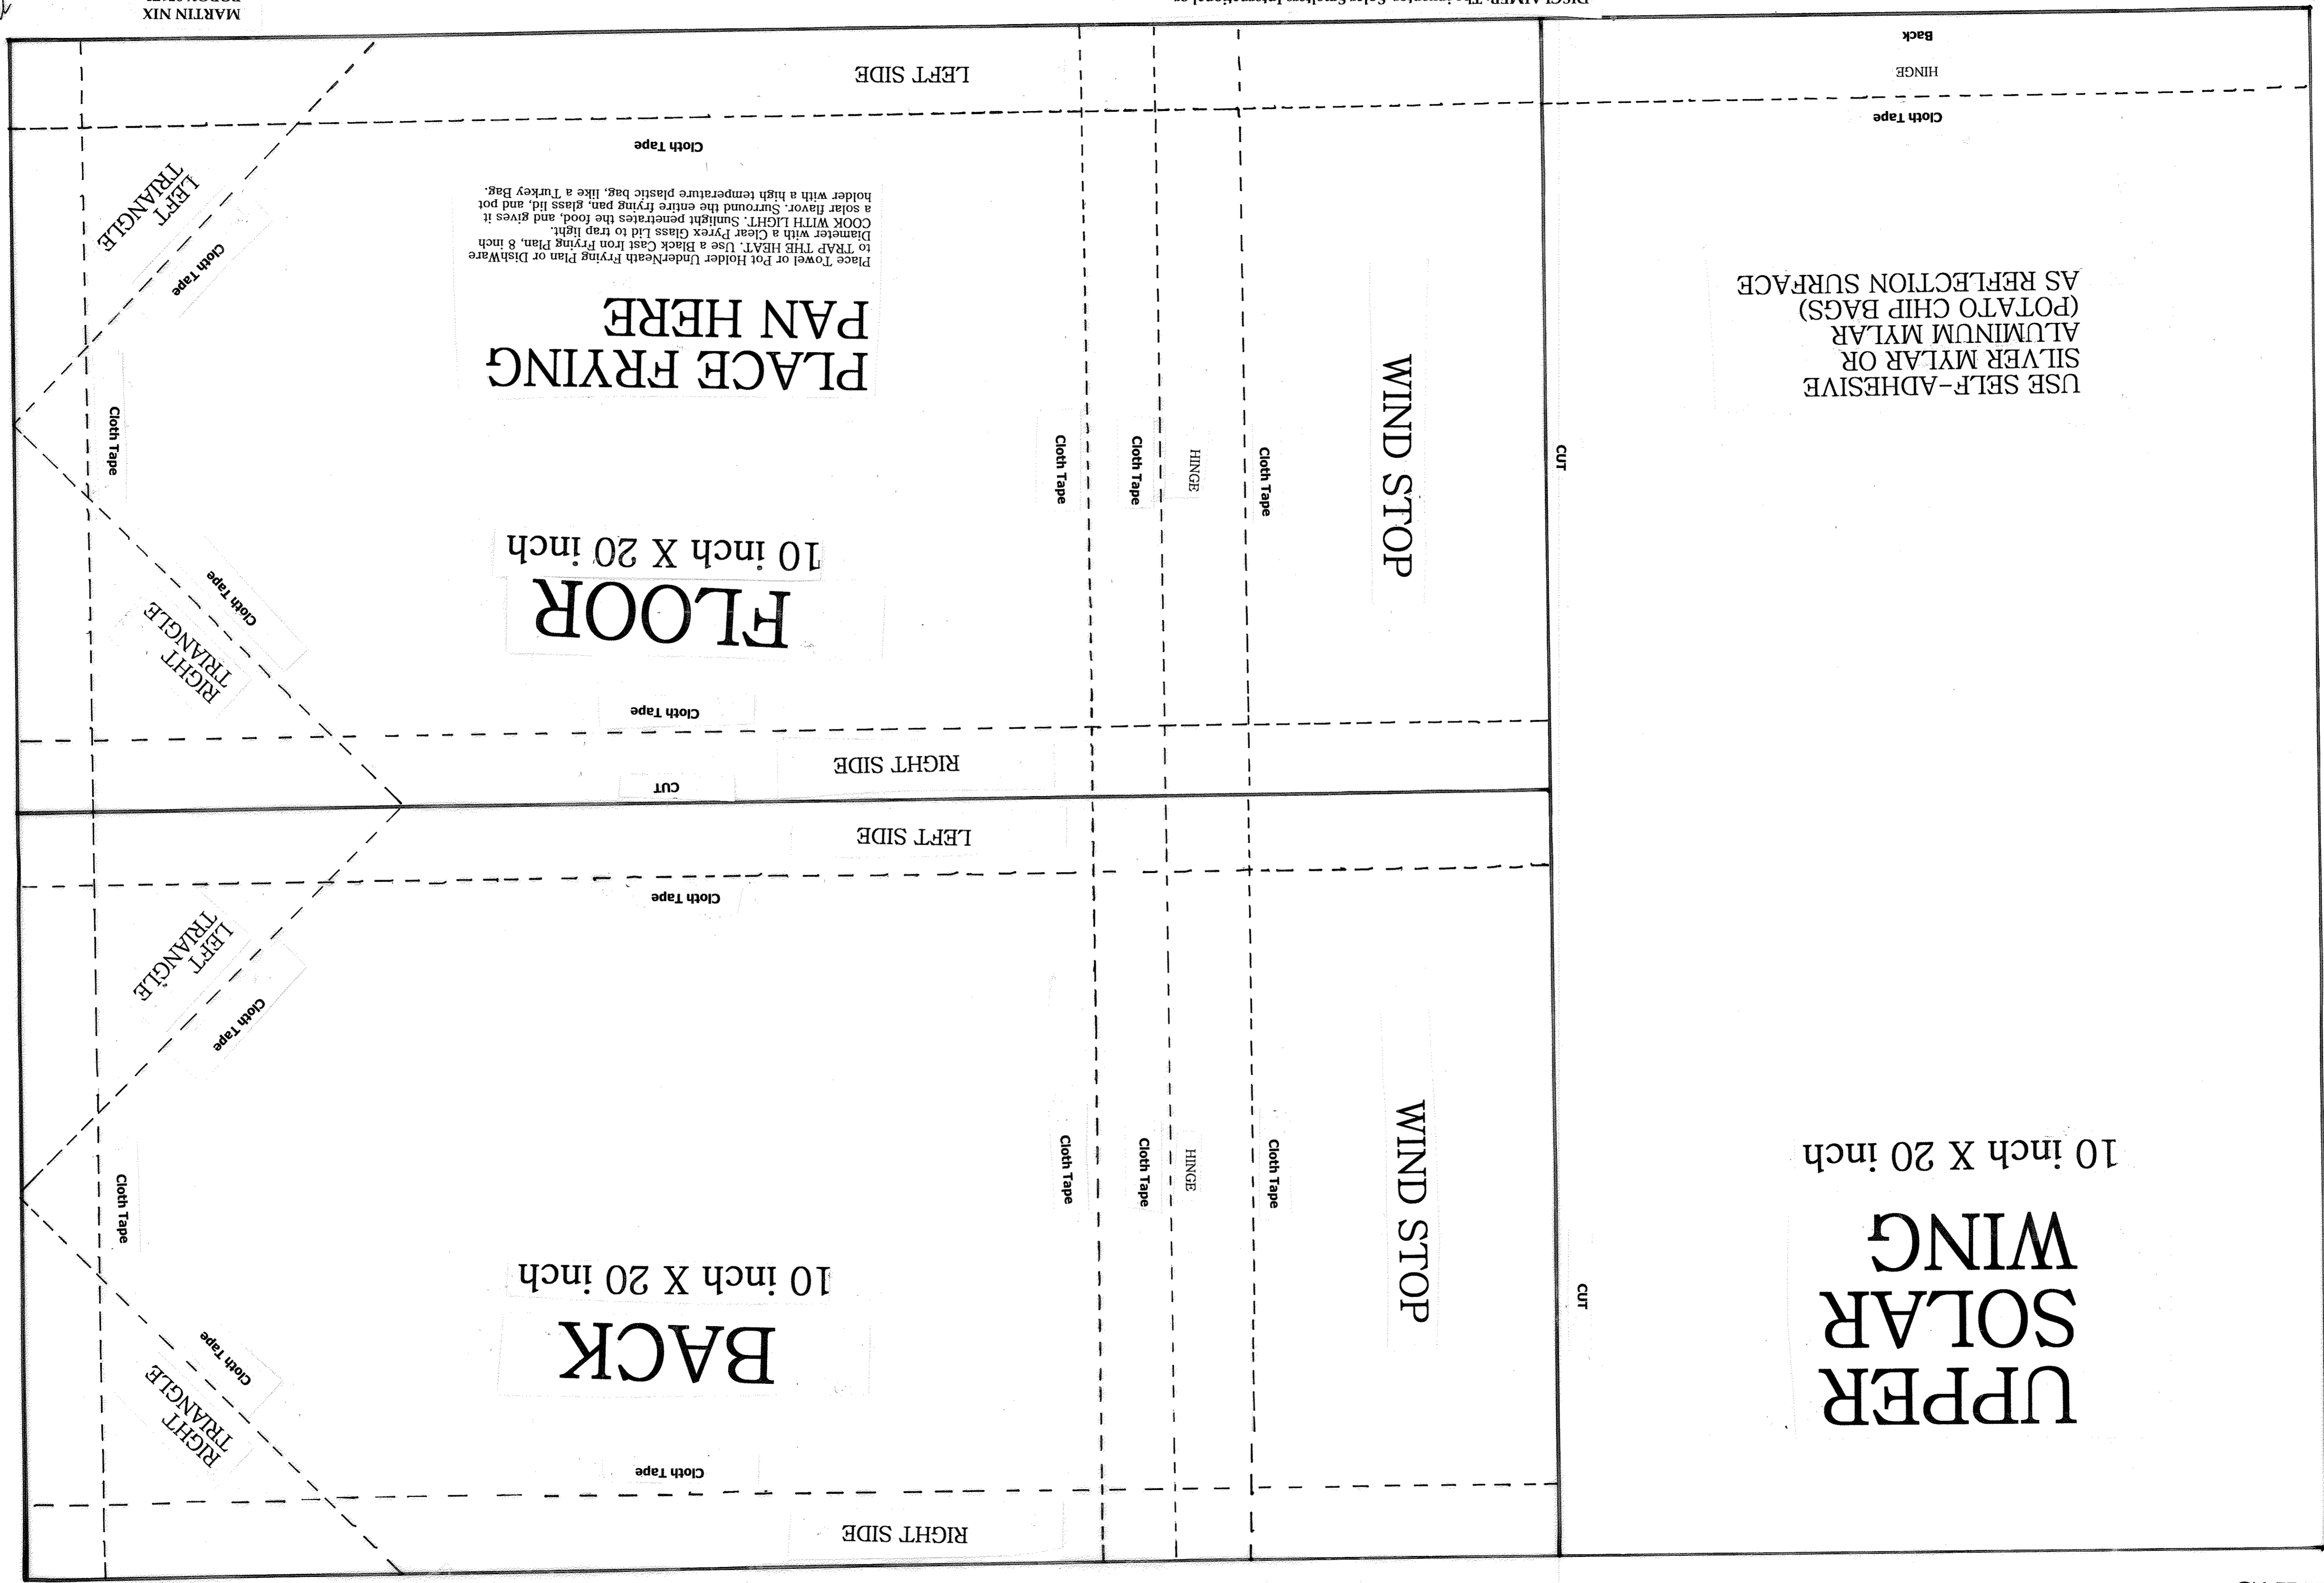 UPPER
SOLAR
WING
10 inch X 20 inch
USE SELF-ADHESIVE
SILVER MYLAR OR
ALUMINUM MYLAR
(POTATO CHIP BAGS)
AS REFLECTION SURFACE
Cloth Tape
HINGE
Back
CUT
CUT
RIGHT SIDE
Cloth Tape
BACK
10 inch X 20 inch
WIND STOP
Cloth Tape
HINGE
Cloth Tape
Cloth Tape
RIGHT
TRIANGLE
Cloth Tape
Cloth Tape
Cloth Tape
LEFT
TRIANGLE
Cloth Tape
LEFT SIDE
CUT
RIGHT SIDE
Cloth Tape
FLOOR
10 inch X 20 inch
WIND STOP
Cloth Tape
HINGE
Cloth Tape
Cloth Tape
RIGHT
TRIANGLE
Cloth Tape
Cloth Tape
PLACE FRYING
PAN HERE
Place Towel or Pot Holder UnderNeath Frying Plan or DishWare
to TRAP THE HEAT. Use a Black Cast Iron Frying Plan, 8 inch
Diameter with a Clear Pyrex Glass Lid to trap light.
COOK WITH LIGHT. Sunlight penetrates the food, and gives it
a solar flavor. Surround the entire frying pan, glass lid, and pot
holder with a high temperature plastic bag, like a Turkey Bag.
Cloth Tape
LEFT
TRIANGLE
Cloth Tape
LEFT SIDE
MARTIN NIX